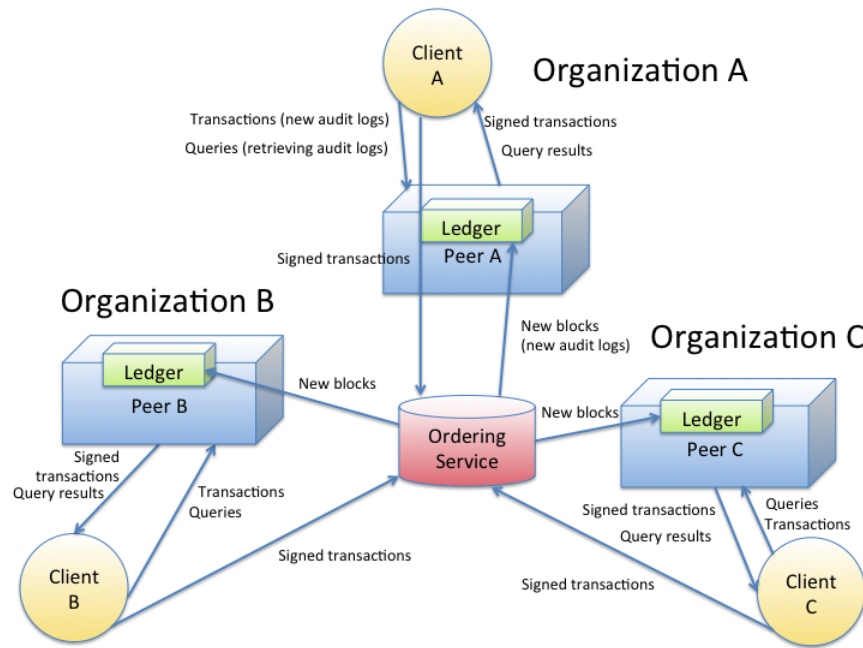 Client
A
Organization A
Transactions (new audit logs)
Queries (retrieving audit logs)
Signed transactions
Query results
Ledger
Peer A
Signed transactions
Organization B
New blocks
(new audit logs)
Organization C
Ledger
Peer B
New blocks
New blocks
Ledger
Peer C
Ordering
Service
Signed
transactions
Query results
Transactions
Queries
Signed transactions
Query results
Queries
Transactions
Signed transactions
Signed transactions
Client
B
Client
C